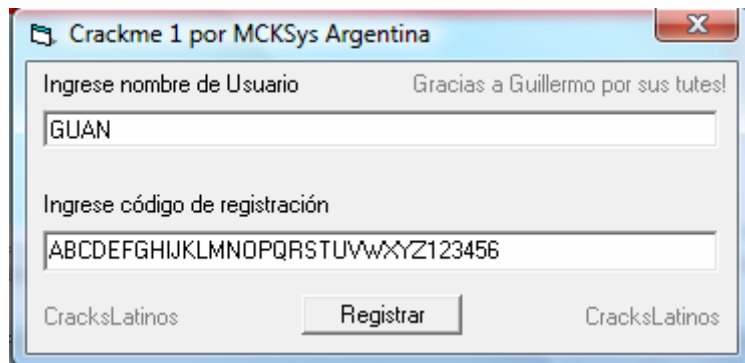 Crackme 1 por MCKSys Argentina
Ingrese nombre de Usuario Gracias a Guillermo por sus tutes!
GUAN
Ingrese código de registración
ABCDEFGHIJKLMNOPQRSTUVWXYZ123456
CracksLatinos Registrar CracksLatinos